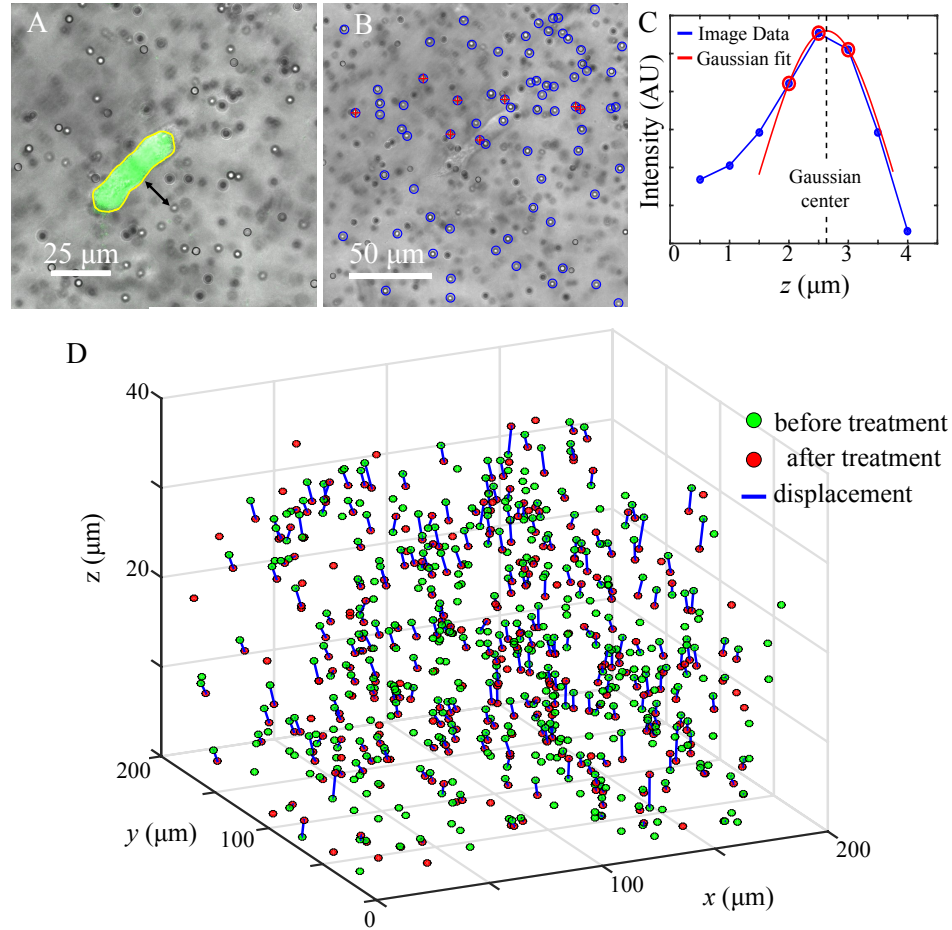 A
25 μm
B
50 μm
C
Image Data
Gaussian fit
Intensity (AU)
Gaussian
center
0 1 2 3 4
z (μm)
D
40
20
z (μm)
200
y (μm)
100
0
100
x (μm)
200
before treatment
after treatment
displacement